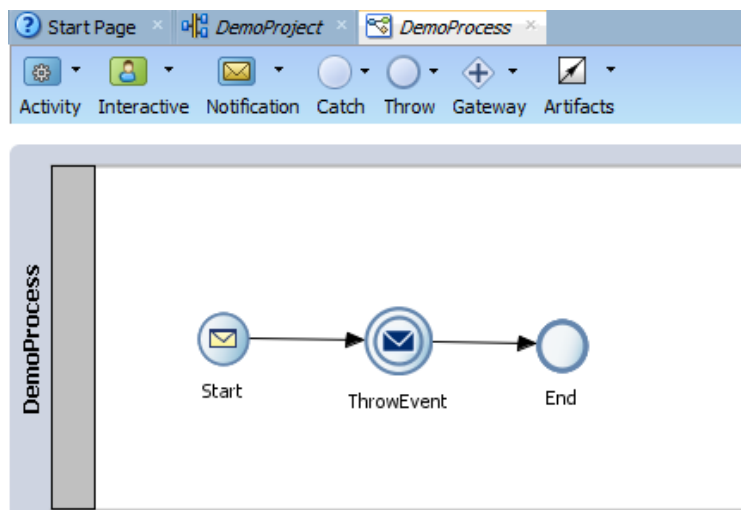 Start Page DemoProject DemoProcess
Activity Interactive Notification Catch Throw Gateway Artifacts
DemoProcess
Start ThrowEvent End